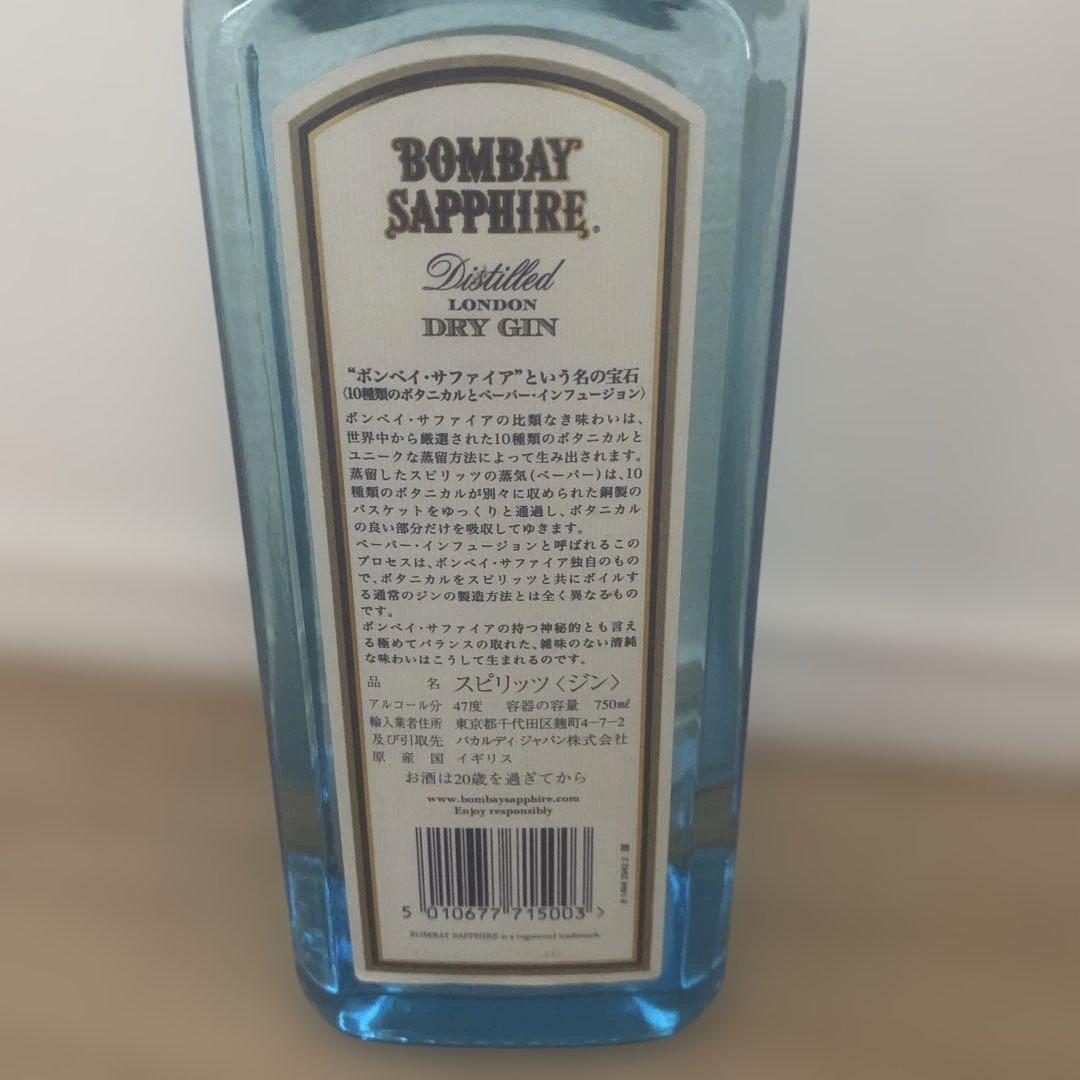 BOMBAY
SAPPHIRE®
Distilled
LONDON
DRY GIN
“ボンベイ・サファイア”という名の宝石
〈10種類のボタニカルとベーパー・インフュージョン〉
ボンベイ・サファイアの比類なき味わいは、
世界中から厳選された10種類のボタニカルと
ユニークな蒸留方法によって生み出されます。
蒸留したスピリッツの蒸気(ベーパー)は、10
種類のボタニカルが別々に収められた銅製の
バスケットをゆっくりと通過し、ボタニカル
の良い部分だけを吸収してゆきます。
ベーパー・インフュージョンと呼ばれるこの
プロセスは、ボンベイ・サファイア独自のもの
で、ボタニカルをスピリッツと共にボイルす
る通常のジンの製造方法とは全く異なるもの
です。
ボンベイ・サファイアの持つ神秘的とも言え
る極めてバランスの取れた、雑味のない清純
な味わいはこうして生まれるのです。
品 名 スピリッツ〈ジン〉
アルコール分 47度 容器の容量 750㎖
輸入業者住所 東京都千代田区麹町4-7-2
及び引取先 バカルディ ジャパン株式会社
原産国 イギリス
お酒は20歳を過ぎてから
www.bombaysapphire.com
Enjoy responsibly
5 010677 715003 >
BOMBAY SAPPHIRE is a registered trademark